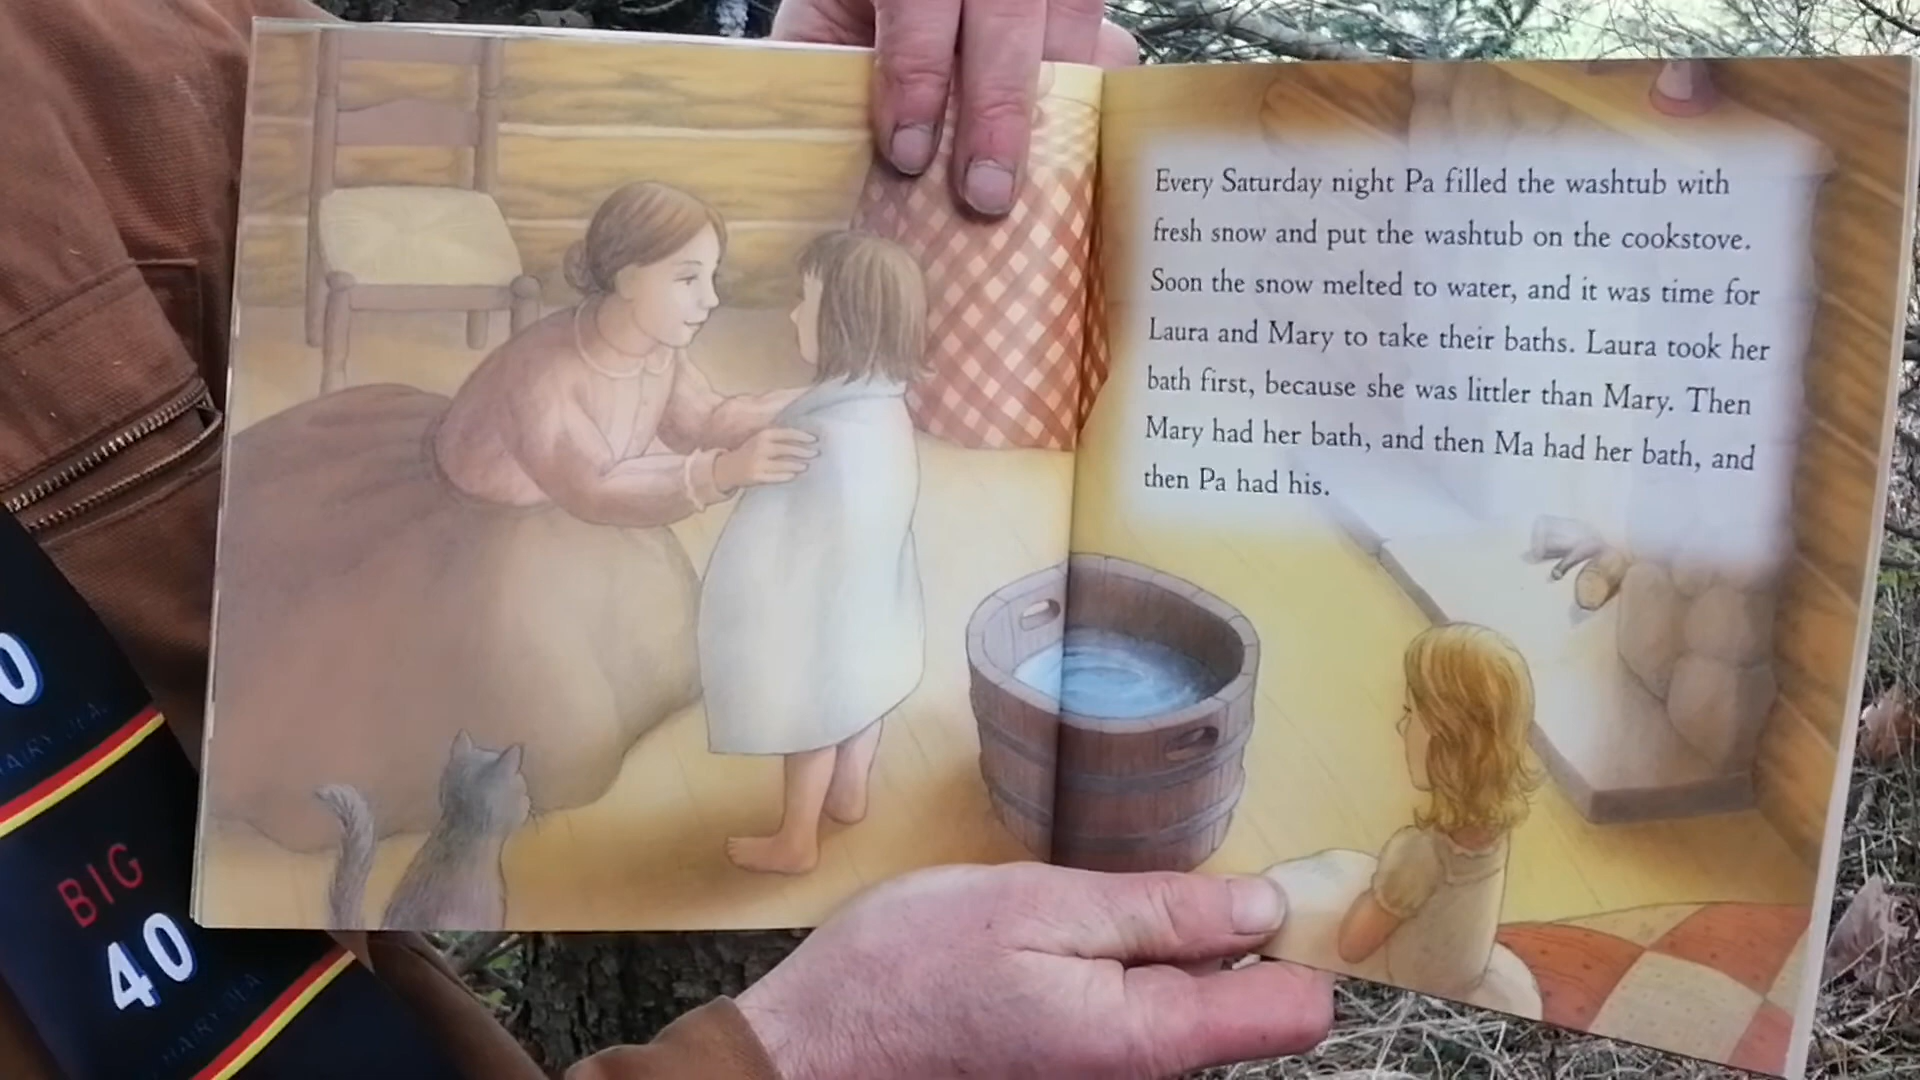 Every Saturday night Pa filled the washtub with
fresh snow and put the washtub on the cookstove.
Soon the snow melted to water, and it was time for
Laura and Mary to take their baths. Laura took her
bath first, because she was littler than Mary. Then
Mary had her bath, and then Ma had her bath, and
then Pa had his.
BIG
40